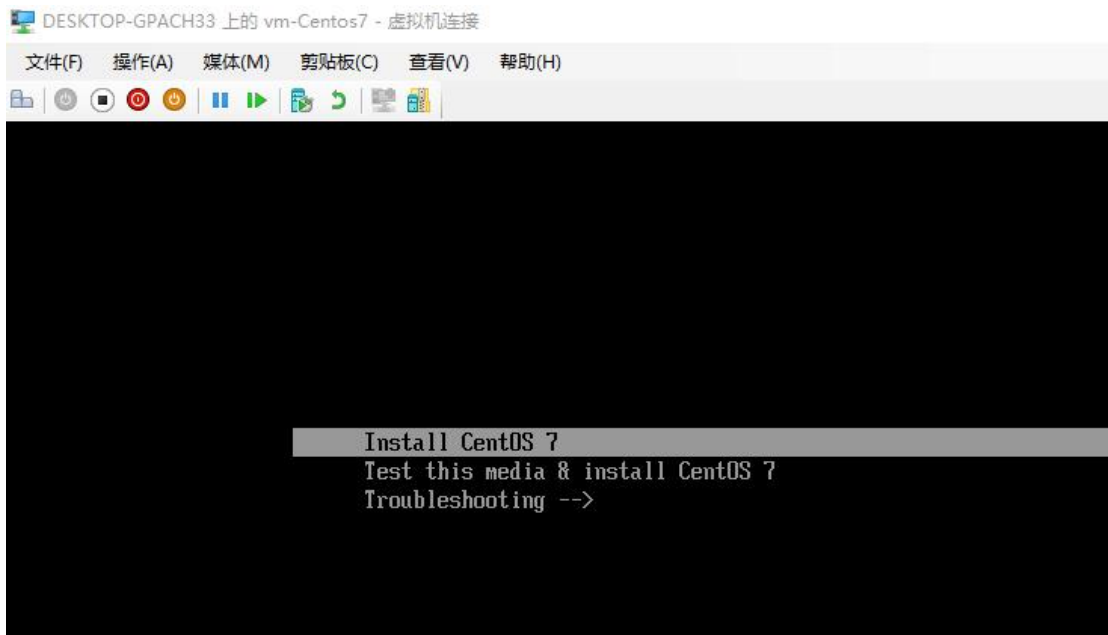 DESKTOP-GPACH33 上的 vm-Centos7 - 虚拟机连接
文件(F) 操作(A) 媒体(M) 剪贴板(C) 查看(V) 帮助(H)
Install CentOS 7
Test this media & install CentOS 7
Troubleshooting -->